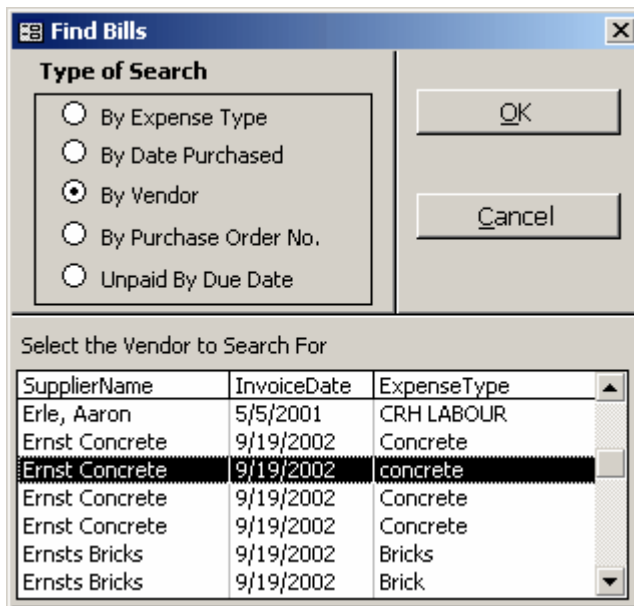 Find Bills
Type of Search
By Expense Type
By Date Purchased
By Vendor
By Purchase Order No.
Unpaid By Due Date
OK
Cancel
Select the Vendor to Search For
SupplierName InvoiceDate ExpenseType
Erle, Aaron 5/5/2001 CRH LABOUR
Ernst Concrete 9/19/2002 Concrete
Ernst Concrete 9/19/2002 concrete
Ernst Concrete 9/19/2002 Concrete
Ernst Concrete 9/19/2002 Concrete
Ernsts Bricks 9/19/2002 Bricks
Ernsts Bricks 9/19/2002 Brick